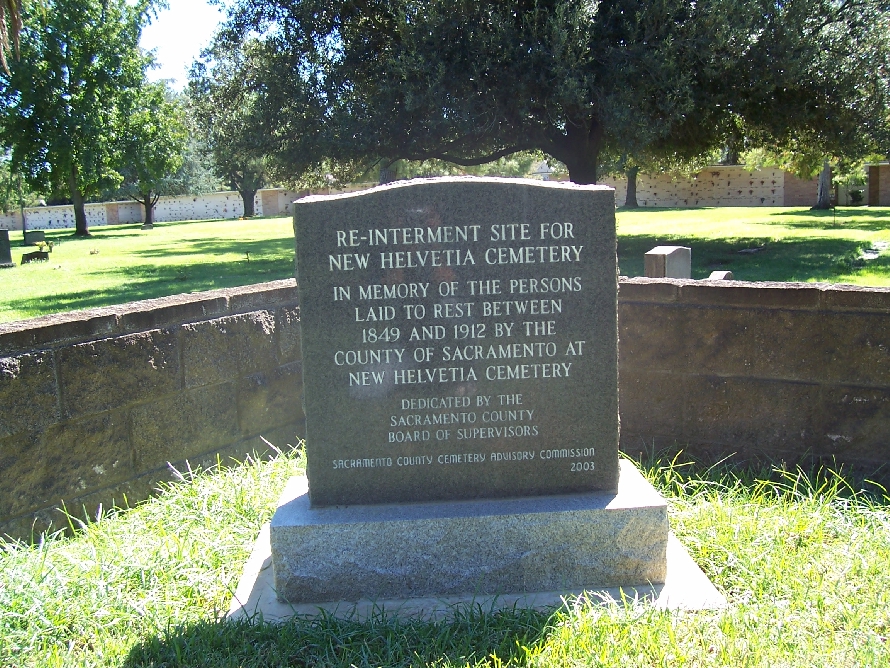 RE-INTERMENT SITE FOR
NEW HELVETIA CEMETERY
IN MEMORY OF THE PERSONS
LAID TO REST BETWEEN
1849 AND 1912 BY THE
COUNTY OF SACRAMENTO AT
NEW HELVETIA CEMETERY
DEDICATED BY THE
SACRAMENTO COUNTY
BOARD OF SUPERVISORS
SACRAMENTO COUNTY CEMETERY ADVISORY COMMISSION
2003